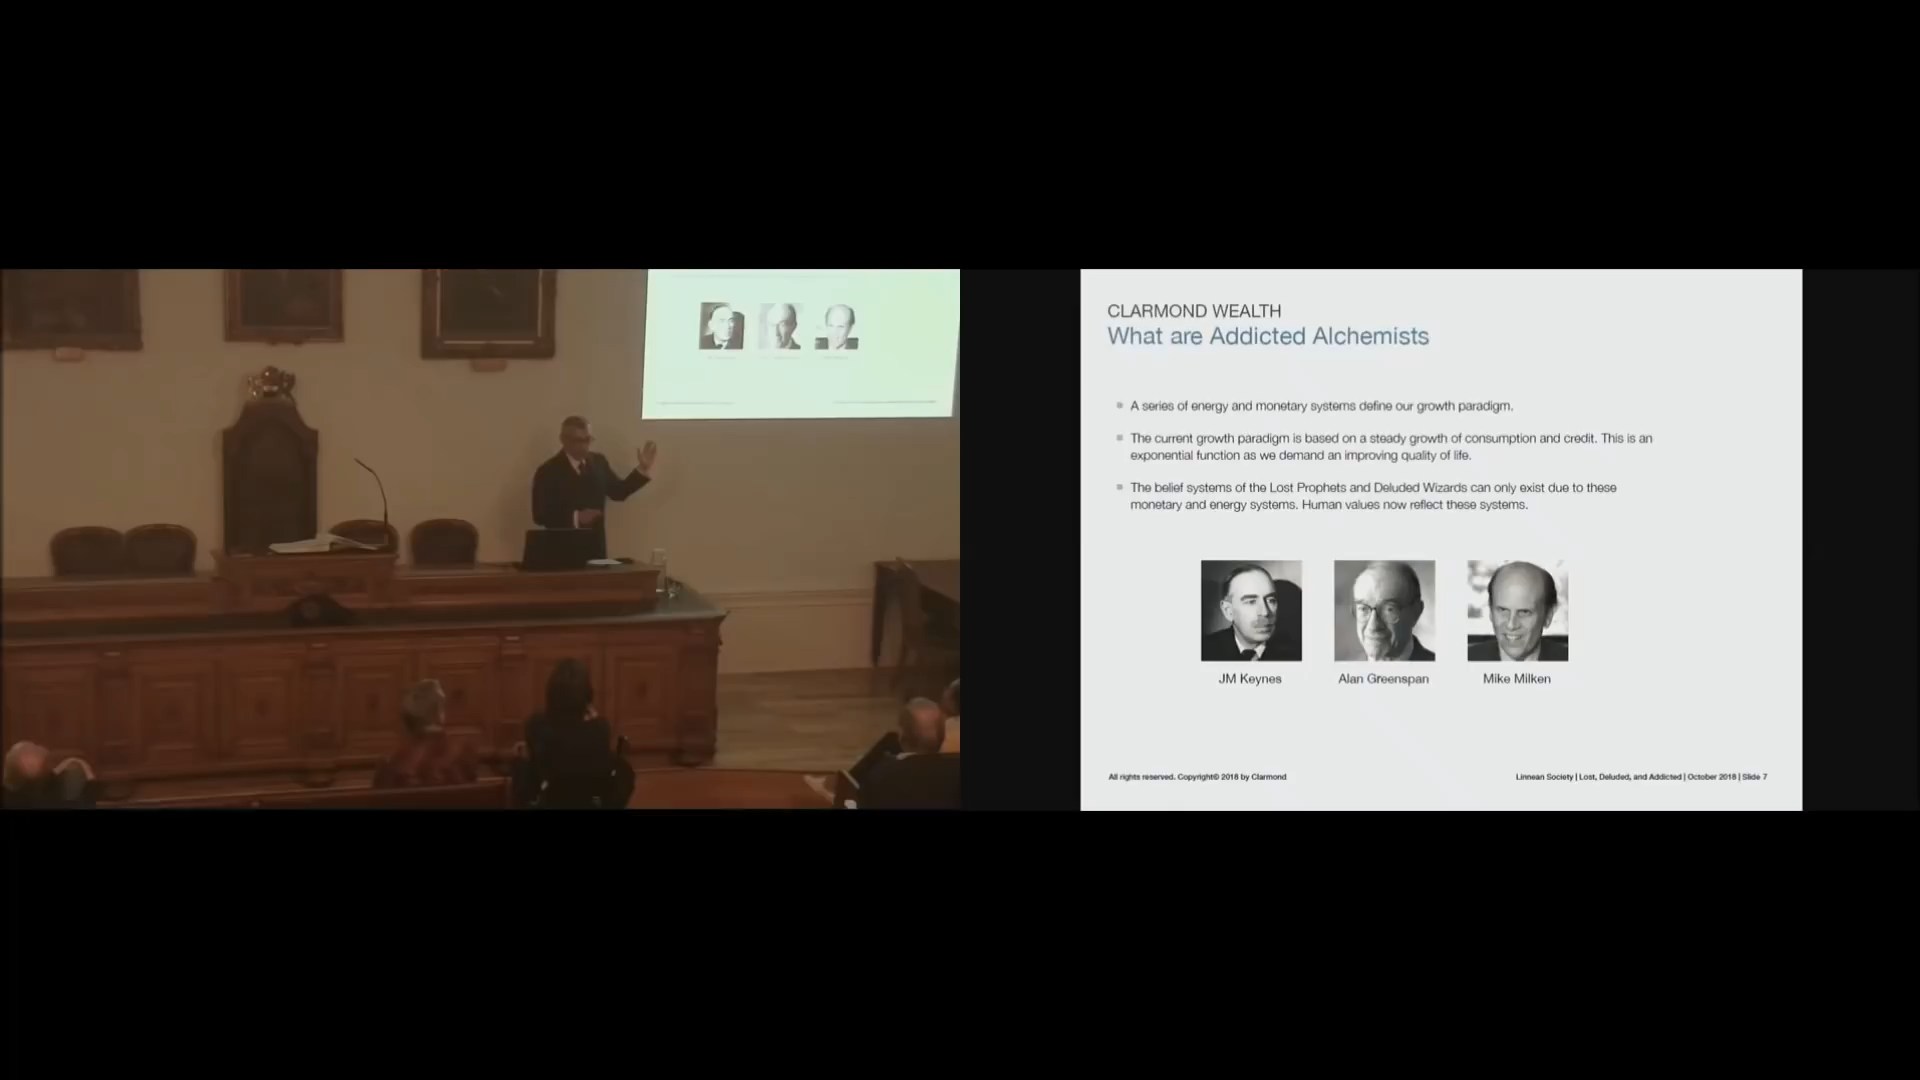 CLARMOND WEALTH
What are Addicted Alchemists
A series of energy and monetary systems define our growth paradigm.
The current growth paradigm is based on a steady growth of consumption and credit. This is an
exponential function as we demand an improving quality of life.
The belief systems of the Lost Prophets and Deluded Wizards can only exist due to these
monetary and energy systems. Human values now reflect these systems.
JM Keynes
Alan Greenspan
Mike Milken
All rights reserved. Copyright© 2018 by Clarmond
Linnean Society | Lost, Deluded, and Addicted | October 2018 | Slide 7